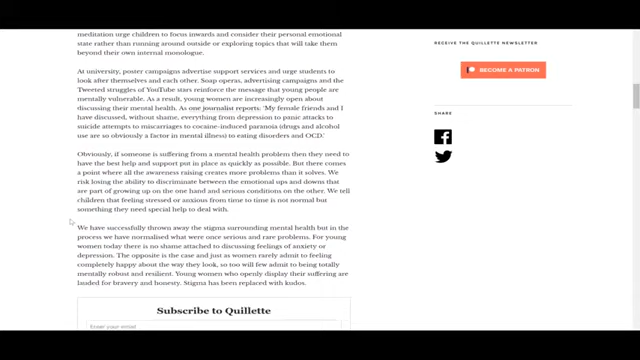 meditation urge children to focus inwards and consider their personal emotional
state rather than running around outside or exploring topics that will take them
beyond their own internal monologue.
At university, poster campaigns advertise support services and urge students to
look after themselves and each other. Soap operas, advertising campaigns and the
Tweeted struggles of YouTube stars reinforce the message that young people are
mentally vulnerable. As a result, young women are increasingly open about
discussing their mental health. As one journalist reports: 'My female friends and I
have discussed, without shame, everything from depression to panic attacks to
suicide attempts to miscarriages to cocaine-induced paranoia (drugs and alcohol
use are so obviously a factor in mental illness!) to eating disorders and OCD.'
Obviously, if someone is suffering from a mental health problem then they need to
have the best help and support put in place as quickly as possible. But there comes
a point where all the awareness raising creates more problems than it solves. We
risk losing the ability to discriminate between the emotional ups and downs that
are part of growing up on the one hand and serious conditions on the other. We tell
children that feeling stressed or anxious from time to time is not normal but
something they need special help to deal with.
We have successfully thrown away the stigma surrounding mental health but in the
process we have normalised what were once serious and rare problems. For young
women today there is no shame attached to discussing feelings of anxiety or
depression. The opposite is the case and just as women rarely admit to feeling
completely happy about the way they look, so too will few admit to being totally
mentally robust and resilient. Young women who openly display their suffering are
lauded for bravery and honesty. Stigma has been replaced with kudos.
Subscribe to Quillette
Enter your email
RECEIVE THE QUILLETTE NEWSLETTER
BECOME A PATRON
SHARE